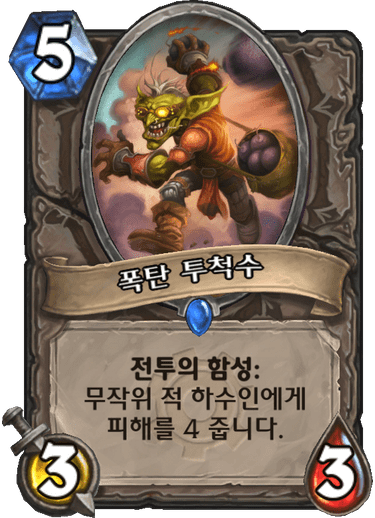 5
폭탄 투척수
전투의 함성:
무작위 적 하수인에게
피해를 4 줍니다.
3
3